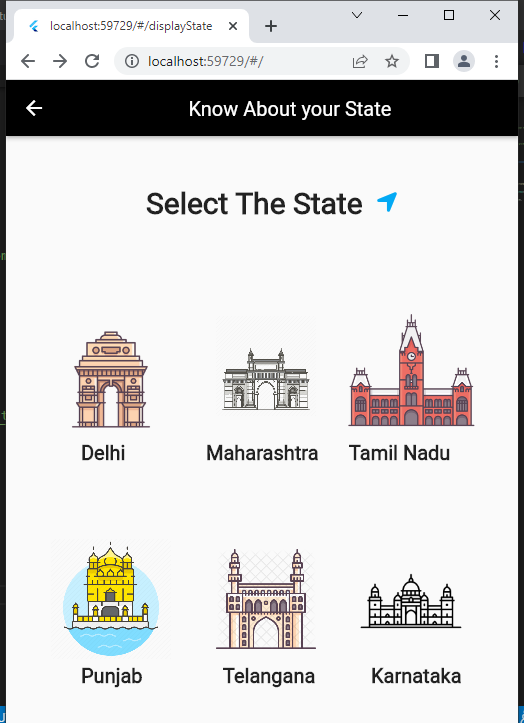 localhost:59729/#/displayState
localhost:59729/#/
Know About your State
Select The State
Delhi Maharashtra Tamil Nadu
Punjab Telangana Karnataka